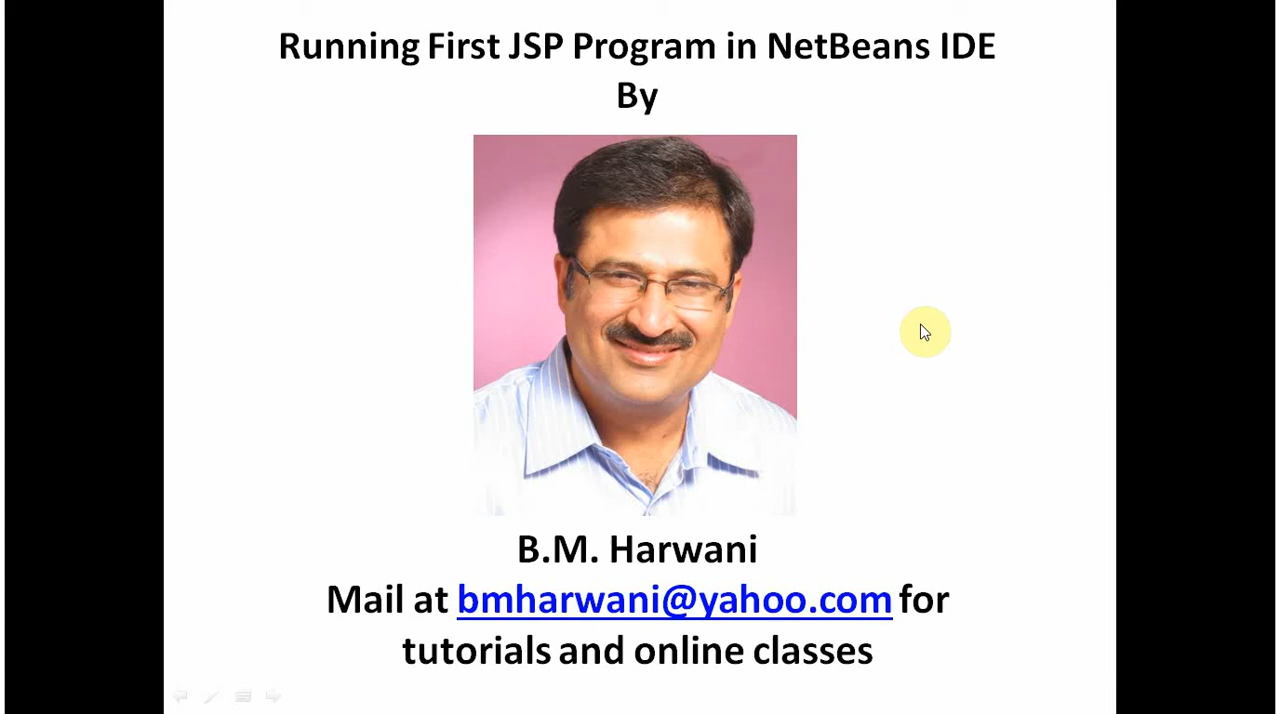 Running First JSP Program in NetBeans IDE
By
B.M. Harwani
Mail at bmharwani@yahoo.com for
tutorials and online classes